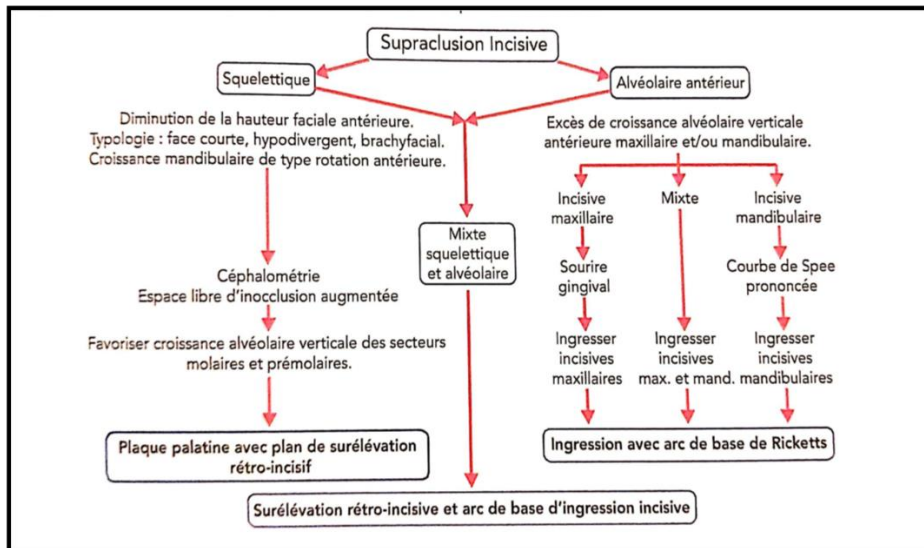 Supraclusion Incisive
Squelettique
Alvéolaire antérieur
Diminution de la hauteur faciale antérieure.
Typologie : face courte, hypodivergent, brachyfacial.
Croissance mandibulaire de type rotation antérieure.
Excès de croissance alvéolaire verticale
antérieure maxillaire et/ou mandibulaire.
Incisive
maxillaire
Mixte
Incisive
mandibulaire
Mixte
squelettique
et alvéolaire
Sourire
gingival
Courbe de Spee
prononcée
Céphalométrie
Espace libre d'inocclusion augmentée
Favoriser croissance alvéolaire verticale des secteurs
molaires et prémolaires.
Ingresser
incisives
maxillaires
Ingresser
incisives
max. et mand.
Ingresser
incisives
mandibulaires
Plaque palatine avec plan de surélévation
rétro-incisif
Ingression avec arc de base de Ricketts
Surélévation rétro-incisive et arc de base d'ingression incisive